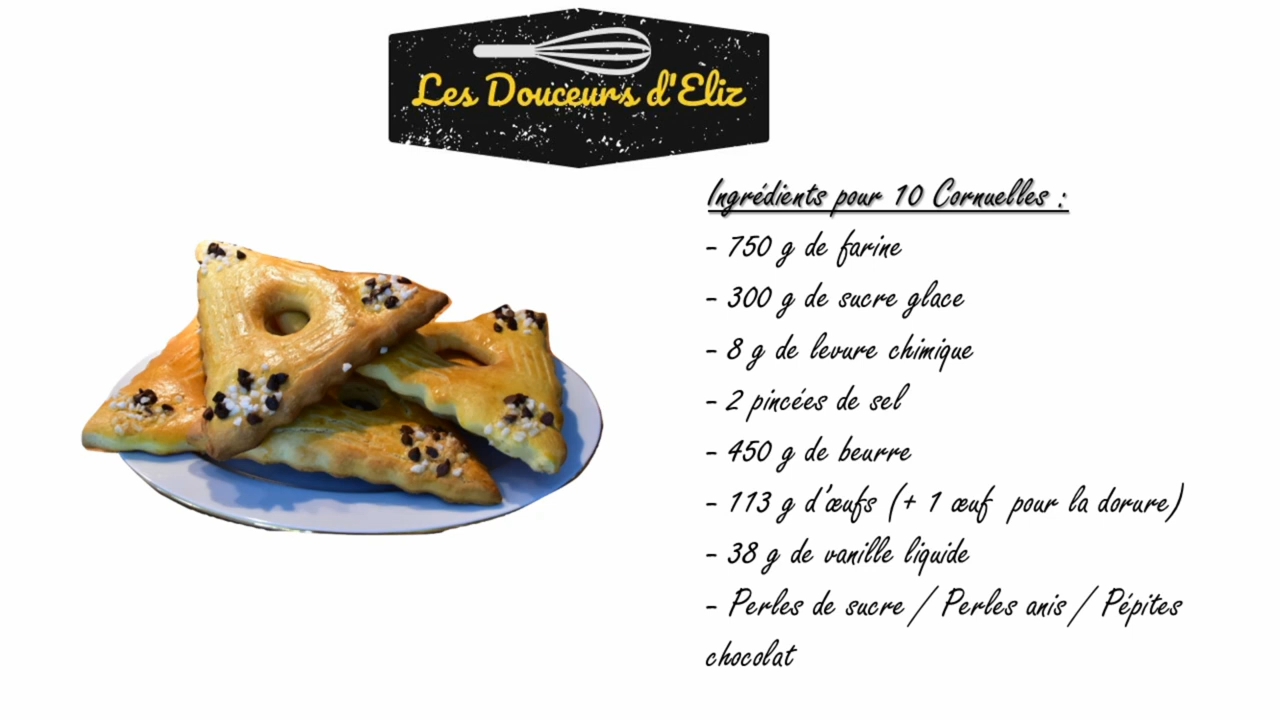 Les Douceurs d'Eliz
Ingrédients pour 10 Cornuelles :
- 750 g de farine
- 300 g de sucre glace
- 8 g de levure chimique
- 2 pincées de sel
- 450 g de beurre
- 113 g d'œufs (+ 1 œuf pour la dorure)
- 38 g de vanille liquide
- Perles de sucre / Perles anis / Pépites
chocolat